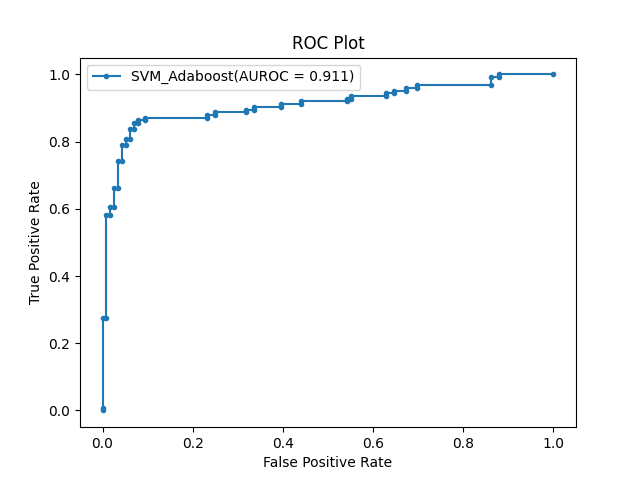 ROC Plot
SVM_Adaboost(AUROC = 0.911)
1.0
0.8
0.6
0.4
0.2
0.0
True Positive Rate
0.0 0.2 0.4 0.6 0.8 1.0
False Positive Rate